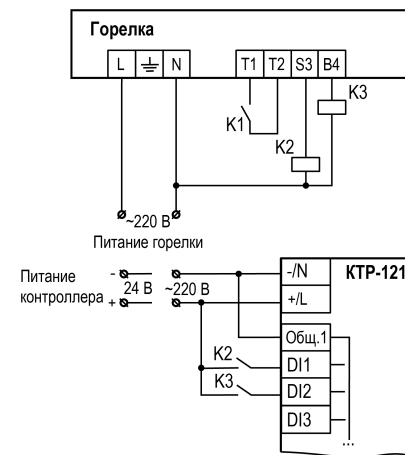 Горелка
L N T1 T2 S3 B4
K1 K2 K3
~220 В
Питание горелки
Питание контроллера
- + 24 В ~220 В
-/N КТР-121
+/L
Общ.1
K2 DI1
K3 DI2
DI3
...